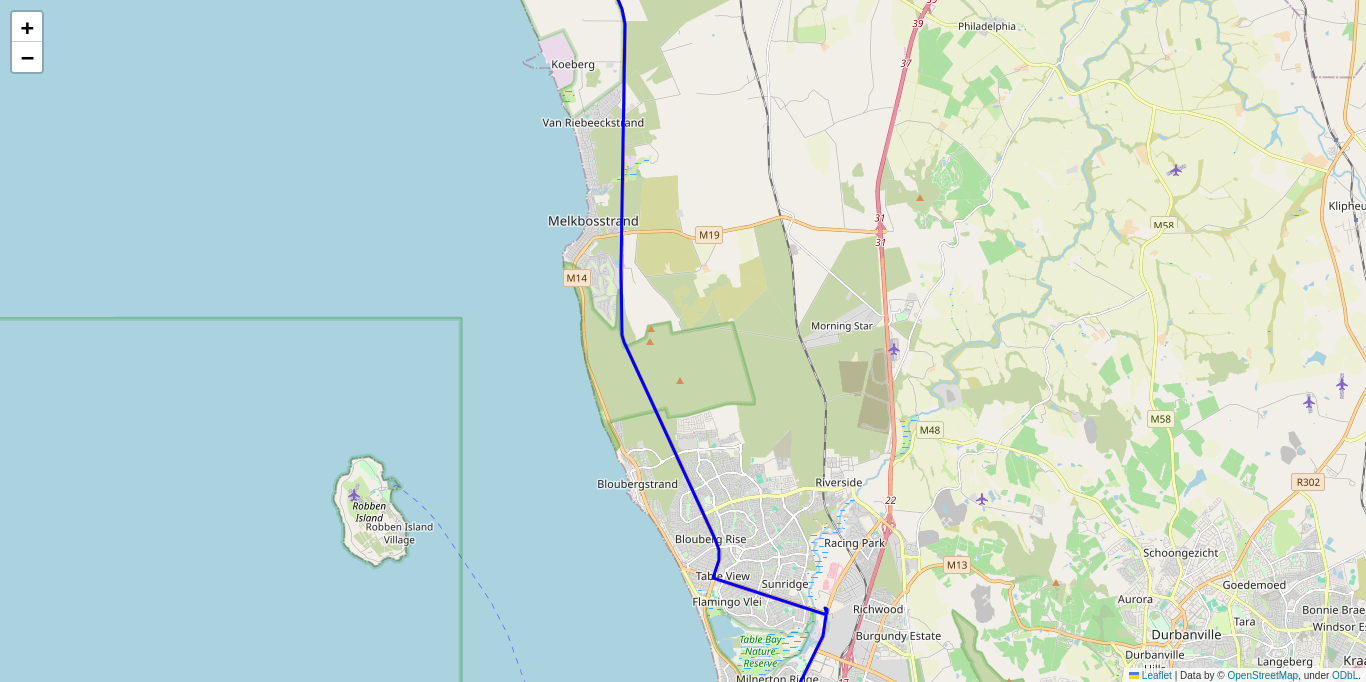 +
−
39
39
Philadelphia
Koeberg
37
Van Riebeeckstrand
Melkbosstrand
M19
31
31
M58
M14
Morning Star
M58
M48
Bloubergstrand
Riverside
R302
22
Robben
Island
Robben Island
Village
Blouberg Rise
Racing Park
Schoongezicht
M13
Table View
Sunridge
Goedemoed
Flamingo Vlei
Richwood
Aurora
Bonnie Brae
Tara
Windsor Es
Burgundy Estate
Durbanville
Table Bay
Nature
Reserve
Durbanville
Langeberg
Milnerton Ridge
17
Leaflet | Data by © OpenStreetMap, under ODbL.